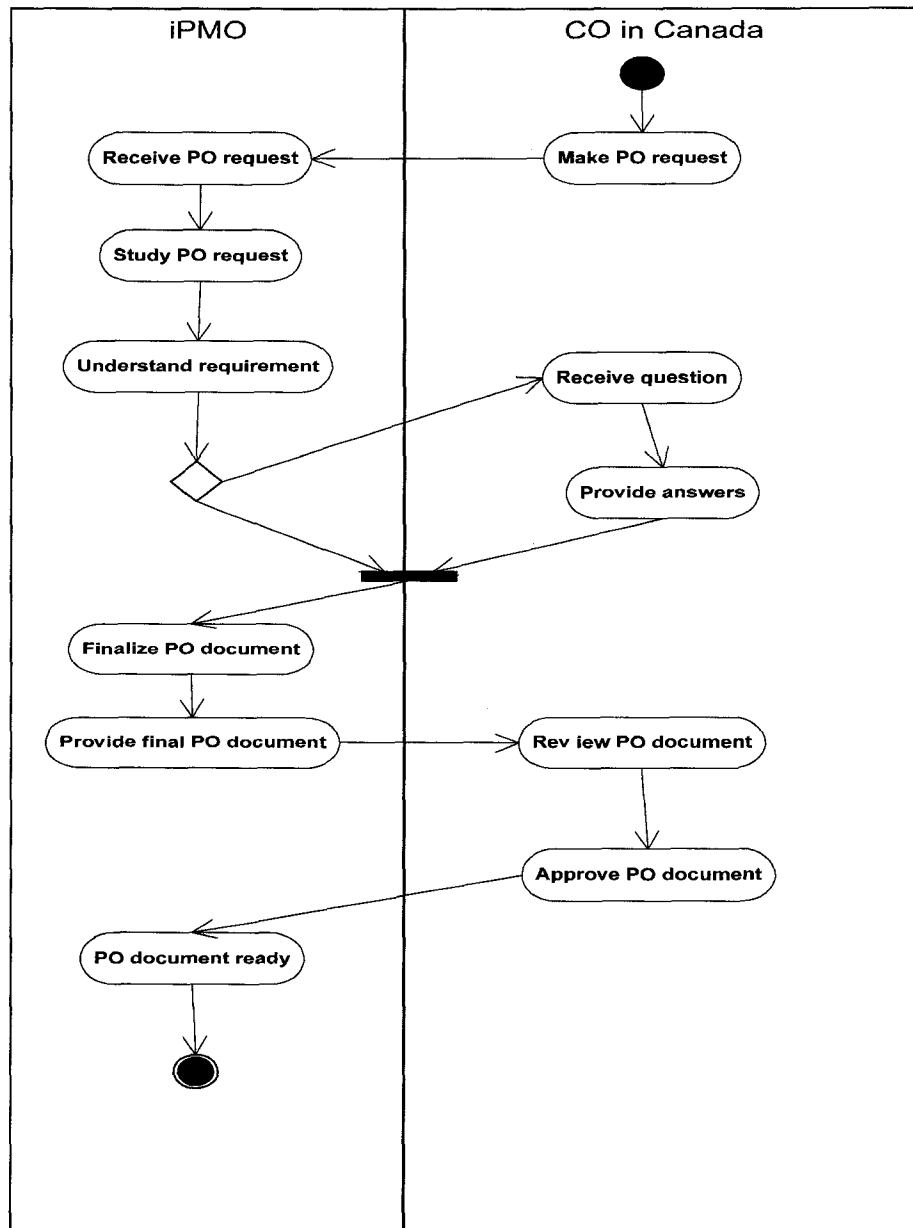 iPMO
CO in Canada
Make PO request
Receive PO request
Study PO request
Understand requirement
Receive question
Provide answers
Finalize PO document
Provide final PO document
Rev iew PO document
Approve PO document
PO document ready